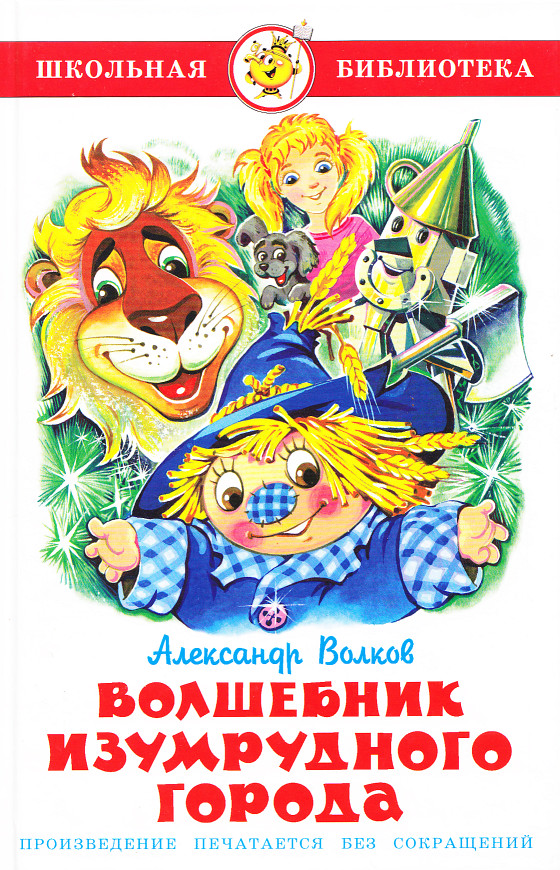 ШКОЛЬНАЯ БИБЛИОТЕКА
Александр Волков
ВОЛШЕБНИК
ИЗУМРУДНОГО
ГОРОДА
ПРОИЗВЕДЕНИЕ ПЕЧАТАЕТСЯ БЕЗ СОКРАЩЕНИЙ